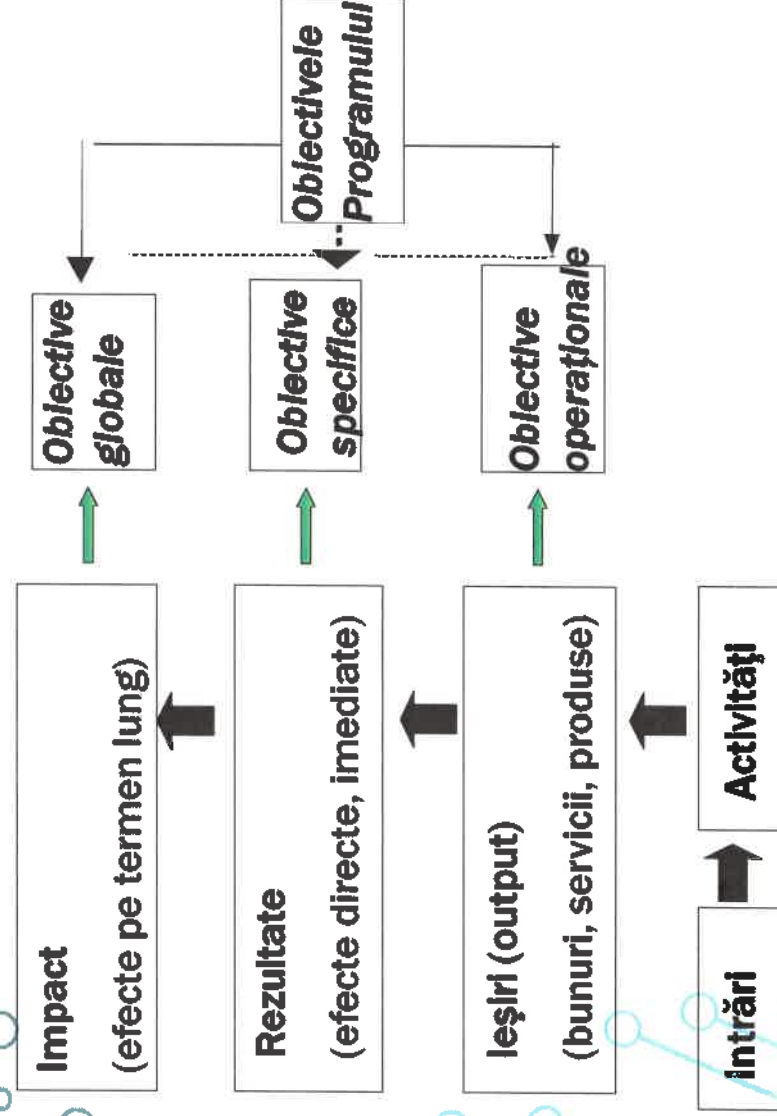 Impact
(efecte pe termen lung)
Obiective
globale
Rezultate
(efecte directe, imediate)
Obiective
specifice
Obiectivele
Programului
Ieşiri (output)
(bunuri, servicii, produse)
Obiective
operaţionale
Intrări
Activităţi